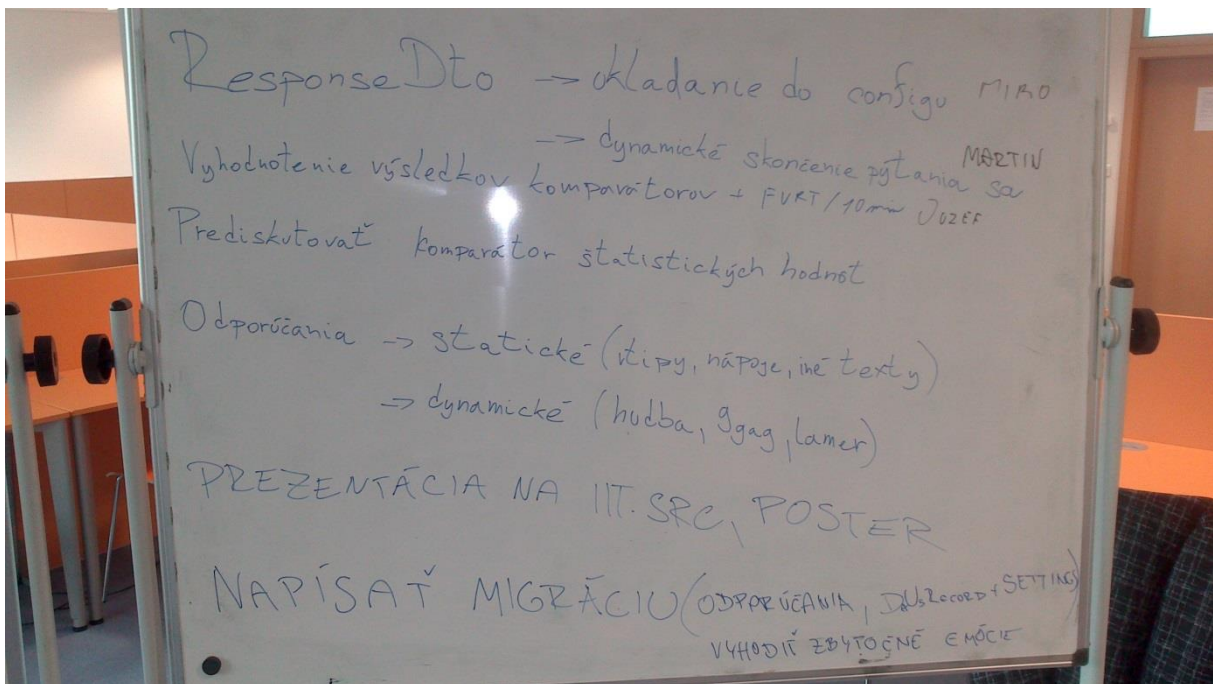 ResponseDto → ukladanie do configu MIRO
→ dynamické skončenie pýtania sa MARTIN
Vyhodnotenie výsledkov komparátorov + FURT/10min JOZEF
Prediskutovať komparátor štatistických hodnôt
Odporúčania → statické (vtipy, nápoje, iné texty)
→ dynamické (hudba, 9gag, lamer)
PREZENTÁCIA NA IIT.SRC, POSTER
NAPÍSAŤ MIGRÁCIU (ODPORÚČANIA, + SETTINGS)
VYHODIŤ ZBYTOČNÉ EMÓCIE